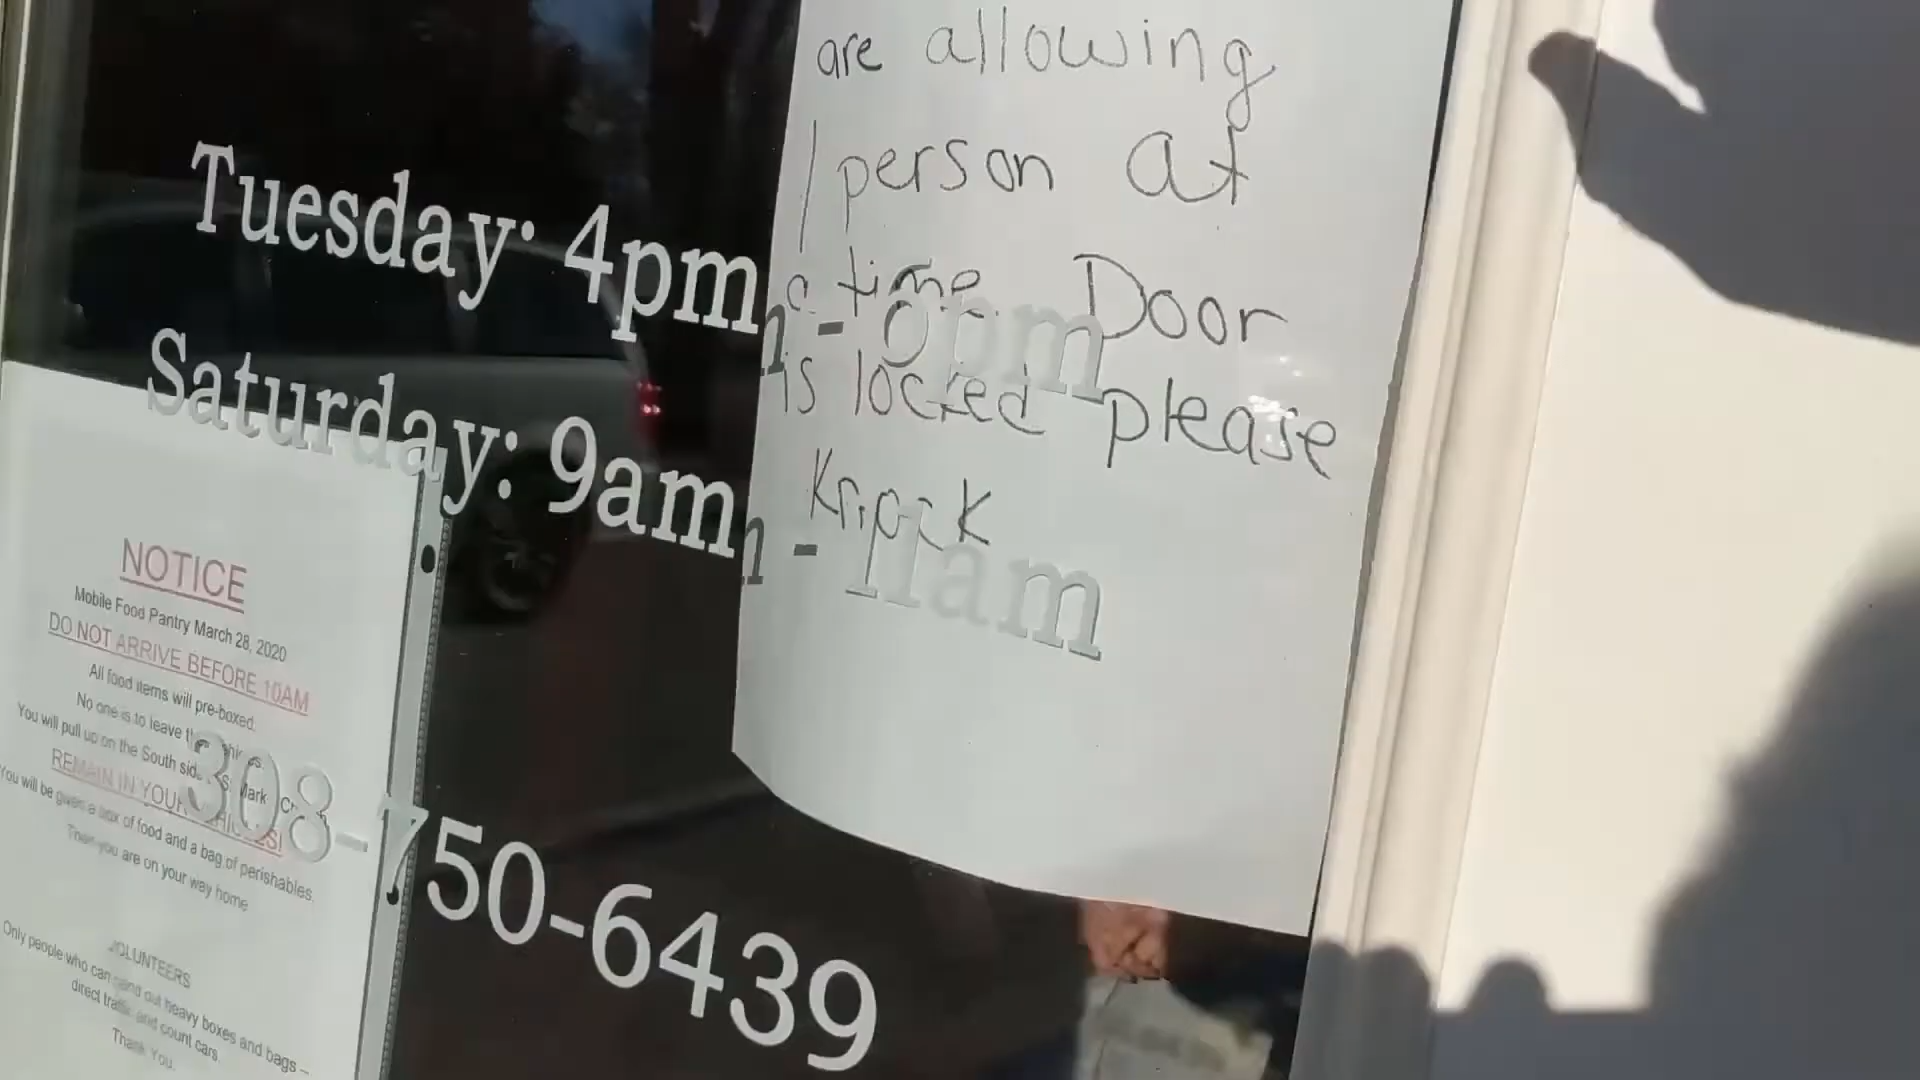 are allowing
1 person at
a time Door
is locked please
Knock
Tuesday: 4pm - 6pm
Saturday: 9am - 11am
308-750-6439
NOTICE
Mobile Food Pantry March 28, 2020
DO NOT ARRIVE BEFORE 10AM
All food items will pre-boxed.
No one is to leave
You will pull up on the South side
REMAIN IN YOUR VEHICLES!
You will be given a box of food and a bag of perishables.
Then you are on your way home
VOLUNTEERS
Only people who can hand out heavy boxes and bags –
direct traffic and count cars.
Thank You.